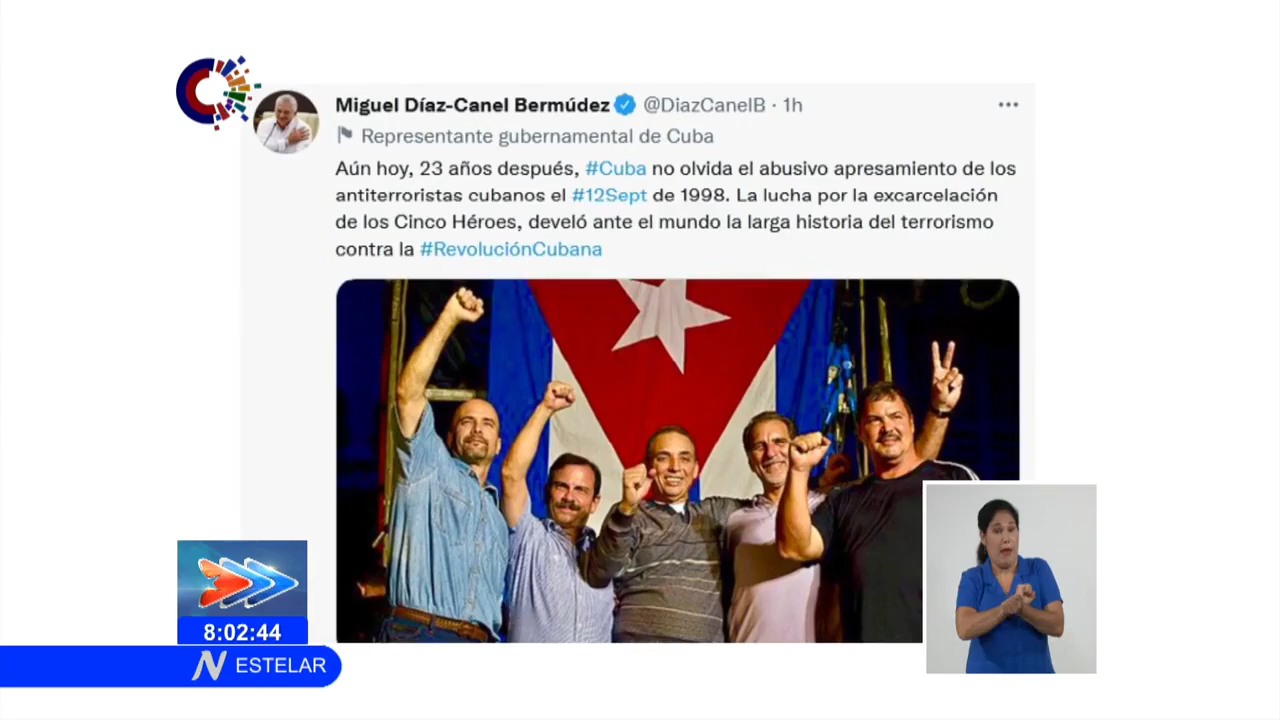 Miguel Díaz-Canel Bermúdez @DiazCanelB · 1h
Representante gubernamental de Cuba
Aún hoy, 23 años después, #Cuba no olvida el abusivo apresamiento de los
antiterroristas cubanos el #12Sept de 1998. La lucha por la excarcelación
de los Cinco Héroes, develó ante el mundo la larga historia del terrorismo
contra la #RevoluciónCubana
8:02:44
N ESTELAR